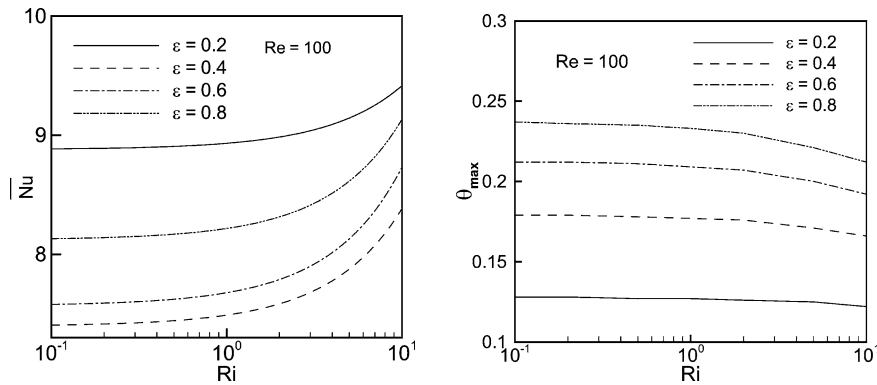 10
ε = 0.2
ε = 0.4
ε = 0.6
ε = 0.8
Re = 100
9
8
Nu
10-1
100
101
Ri
0.3
ε = 0.2
ε = 0.4
ε = 0.6
ε = 0.8
Re = 100
0.25
0.2
0.15
0.1
θmax
10-1
100
101
Ri